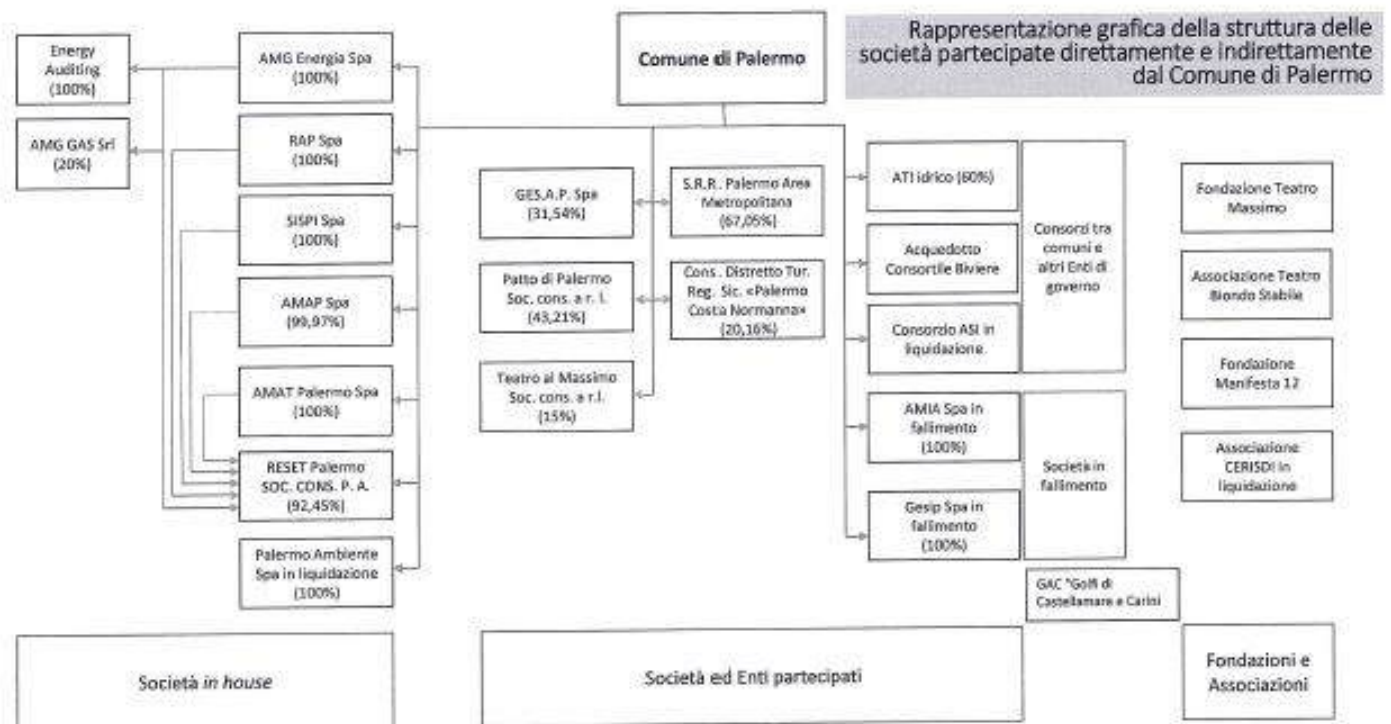 Rappresentazione grafica della struttura delle
società partecipate direttamente e indirettamente
dal Comune di Palermo
Comune di Palermo
Energy
Auditing
(100%)
AMG GAS Srl
(20%)
AMG Energia Spa
(100%)
RAP Spa
(100%)
SISPI Spa
(100%)
AMAP Spa
(99,97%)
AMAT Palermo Spa
(100%)
RESET Palermo
SOC. CONS. P. A.
(92,45%)
Palermo Ambiente
Spa in liquidazione
(100%)
GES.A.P. Spa
(31,54%)
Patto di Palermo
Soc. cons. a r. l.
(43,21%)
Teatro al Massimo
Soc. cons. a r.l.
(15%)
S.R.R. Palermo Area
Metropolitana
(67,05%)
Cons. Distretto Tur.
Reg. Sic. «Palermo
Costa Normanna»
(20,16%)
ATI idrico (60%)
Acquedotto
Consortile Biviere
Consorzio ASI in
liquidazione
AMIA Spa in
fallimento
(100%)
Gesip Spa in
fallimento
(100%)
Consorzi tra
comuni e
altri Enti di
governo
Società in
fallimento
GAC "Golfi di
Castellamare e Carini
Fondazione Teatro
Massimo
Associazione Teatro
Biondo Stabile
Fondazione
Manifesta 12
Associazione
CERISDI in
liquidazione
Società in house
Società ed Enti partecipati
Fondazioni e
Associazioni